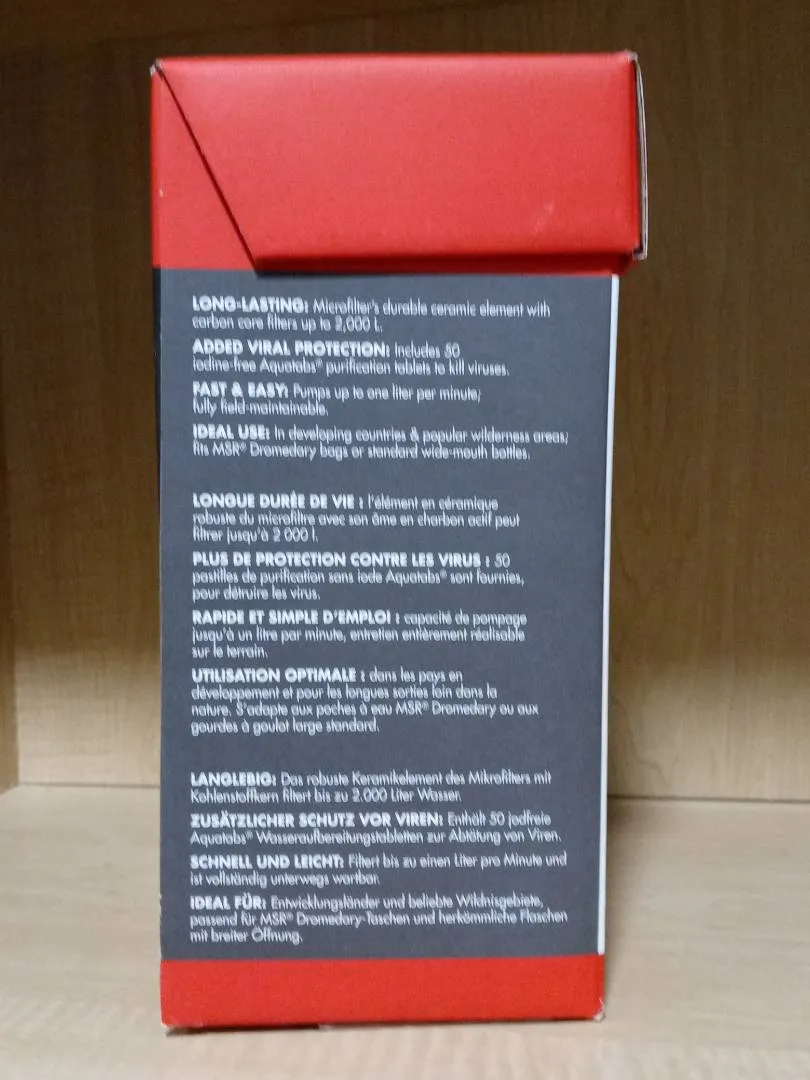 LONG-LASTING: Microfilter's durable ceramic element with
carbon core filters up to 2,000 L.
ADDED VIRAL PROTECTION: Includes 50
iodine-free Aquatabs® purification tablets to kill viruses.
FAST & EASY: Pumps up to one liter per minute;
fully field-maintainable.
IDEAL USE: In developing countries & popular wilderness areas;
fits MSR® Dromedary bags or standard wide-mouth bottles.
LONGUE DURÉE DE VIE : l'élément en céramique
robuste du microfiltre avec son âme en charbon actif peut
filtrer jusqu'à 2 000 l.
PLUS DE PROTECTION CONTRE LES VIRUS : 50
pastilles de purification sans iode Aquatabs® sont fournies,
pour détruire les virus.
RAPIDE ET SIMPLE D'EMPLOI : capacité de pompage
jusqu'à un litre par minute, entretien entièrement réalisable
sur le terrain.
UTILISATION OPTIMALE : dans les pays en
développement et pour les longues sorties loin dans la
nature. S'adapte aux poches à eau MSR® Dromedary ou aux
gourdes à goulot large standard.
LANGLEBIG: Das robuste Keramikelement des Mikrofilters mit
Kohlenstoffkern filtert bis zu 2.000 Liter Wasser.
ZUSÄTZLICHER SCHUTZ VOR VIREN: Enthält 50 jodfreie
Aquatabs® Wasseraufbereitungstabletten zur Abtötung von Viren.
SCHNELL UND LEICHT: Filtert bis zu einen Liter pro Minute und
ist vollständig unterwegs wartbar.
IDEAL FÜR: Entwicklungsländer und beliebte Wildnisgebiete,
passend für MSR® Dromedary-Taschen und herkömmliche Flaschen
mit breiter Öffnung.